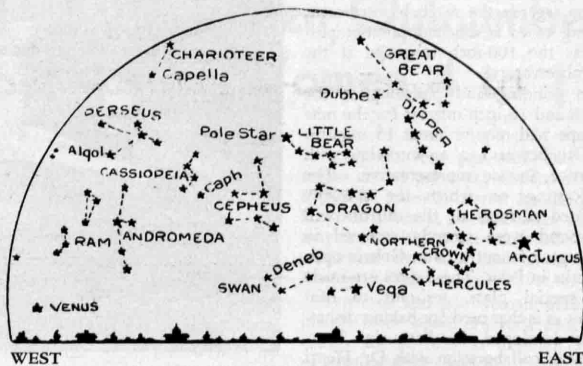 CHARIOTEER
Capella
GREAT
BEAR
Dubhe
DIPPER
PERSEUS
Algol
Pole Star
LITTLE
BEAR
CASSIOPEIA
Caph
CEPHEUS
DRAGON
HERDSMAN
RAM
ANDROMEDA
NORTHERN
CROWN
Arcturus
Deneb
SWAN
Vega
HERCULES
VENUS
WEST
EAST